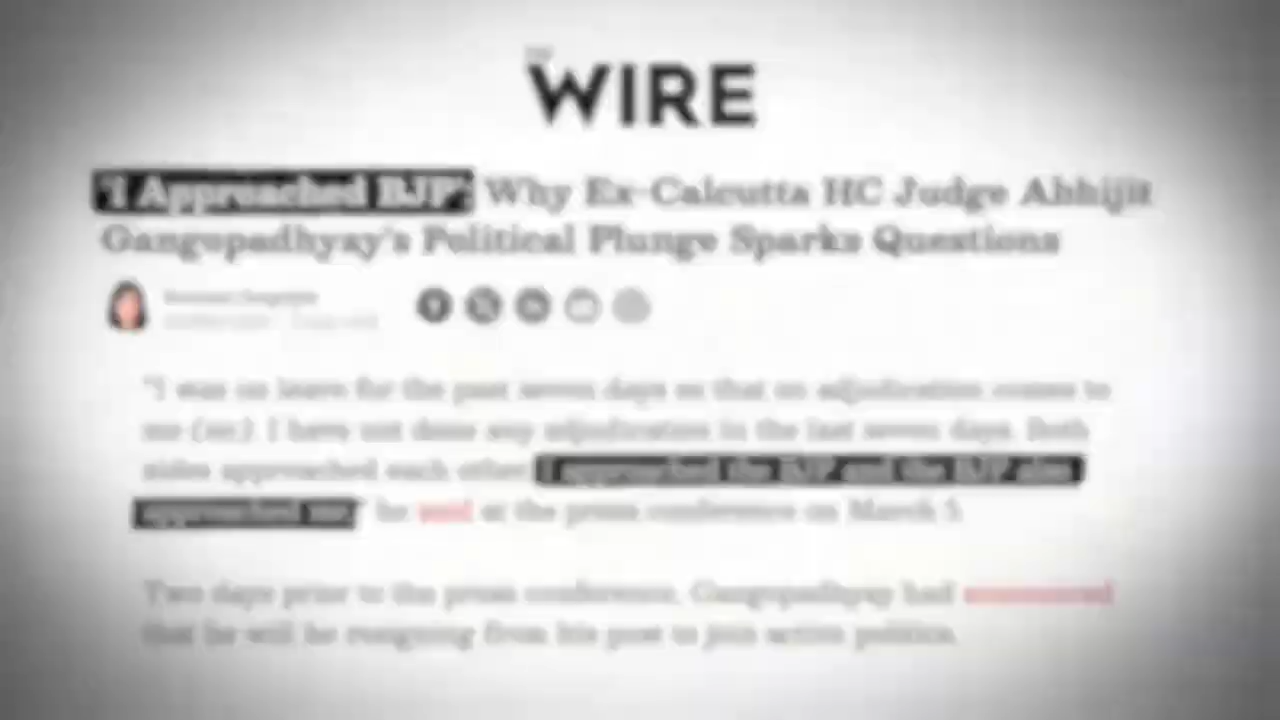 THE
WIRE
'I Approached BJP': Why Ex-Calcutta HC Judge Abhijit
Gangopadhyay's Political Plunge Sparks Questions
"I was on leave for the past seven days so that no adjudication comes to
me (sic). I have not done any adjudication in the last seven days. Both
sides approached each other. I approached the BJP and the BJP also
approached me," he said at the press conference on March 5.
Two days prior to the press conference, Gangopadhyay had announced
that he will be resigning from his post to join active politics.